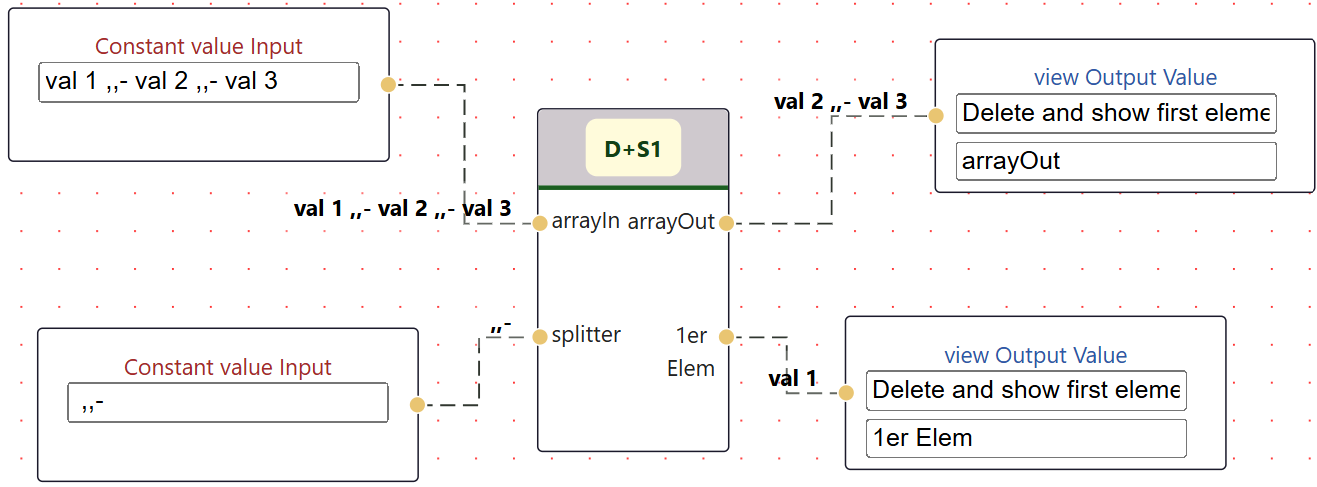 Constant value Input
val 1 ,,- val 2 ,,- val 3
view Output Value
Delete and show first eleme
arrayOut
val 2 ,,- val 3
D+S1
val 1 ,,- val 2 ,,- val 3
arrayIn arrayOut
,,-
splitter
1er
Elem
Constant value Input
,,-
val 1
view Output Value
Delete and show first eleme
1er Elem